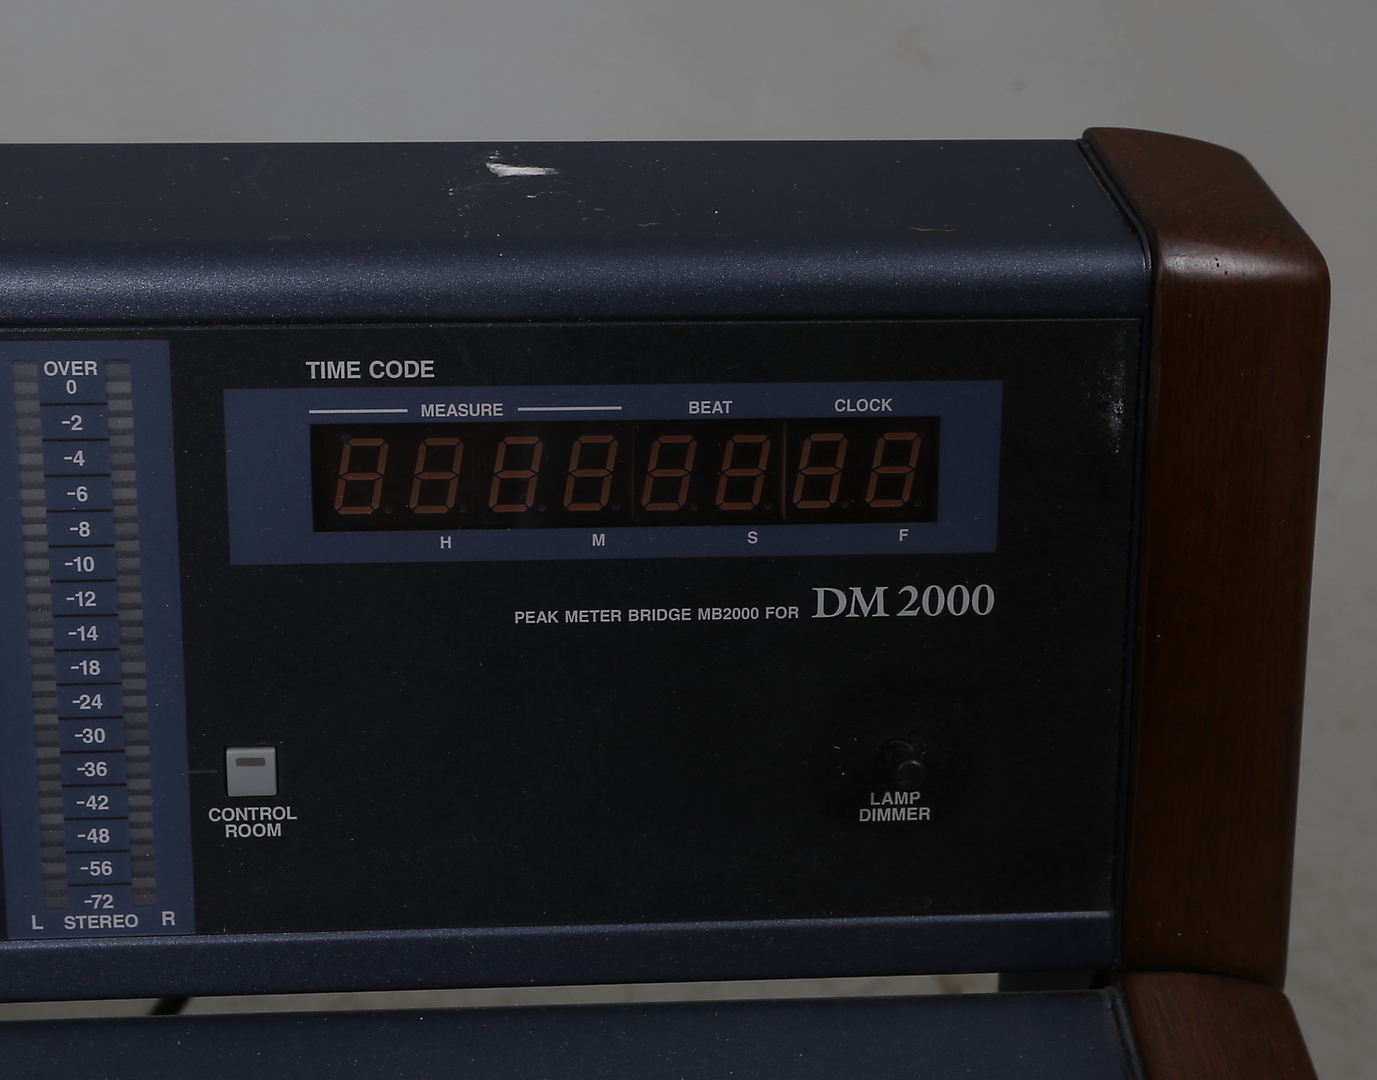 TIME CODE
MEASURE BEAT CLOCK
88888888
H M S F
PEAK METER BRIDGE MB2000 FOR DM2000
OVER
0
-2
-4
-6
-8
-10
-12
-14
-18
-24
-30
-36
-42
-48
-56
-72
L STEREO R
CONTROL
ROOM
LAMP
DIMMER